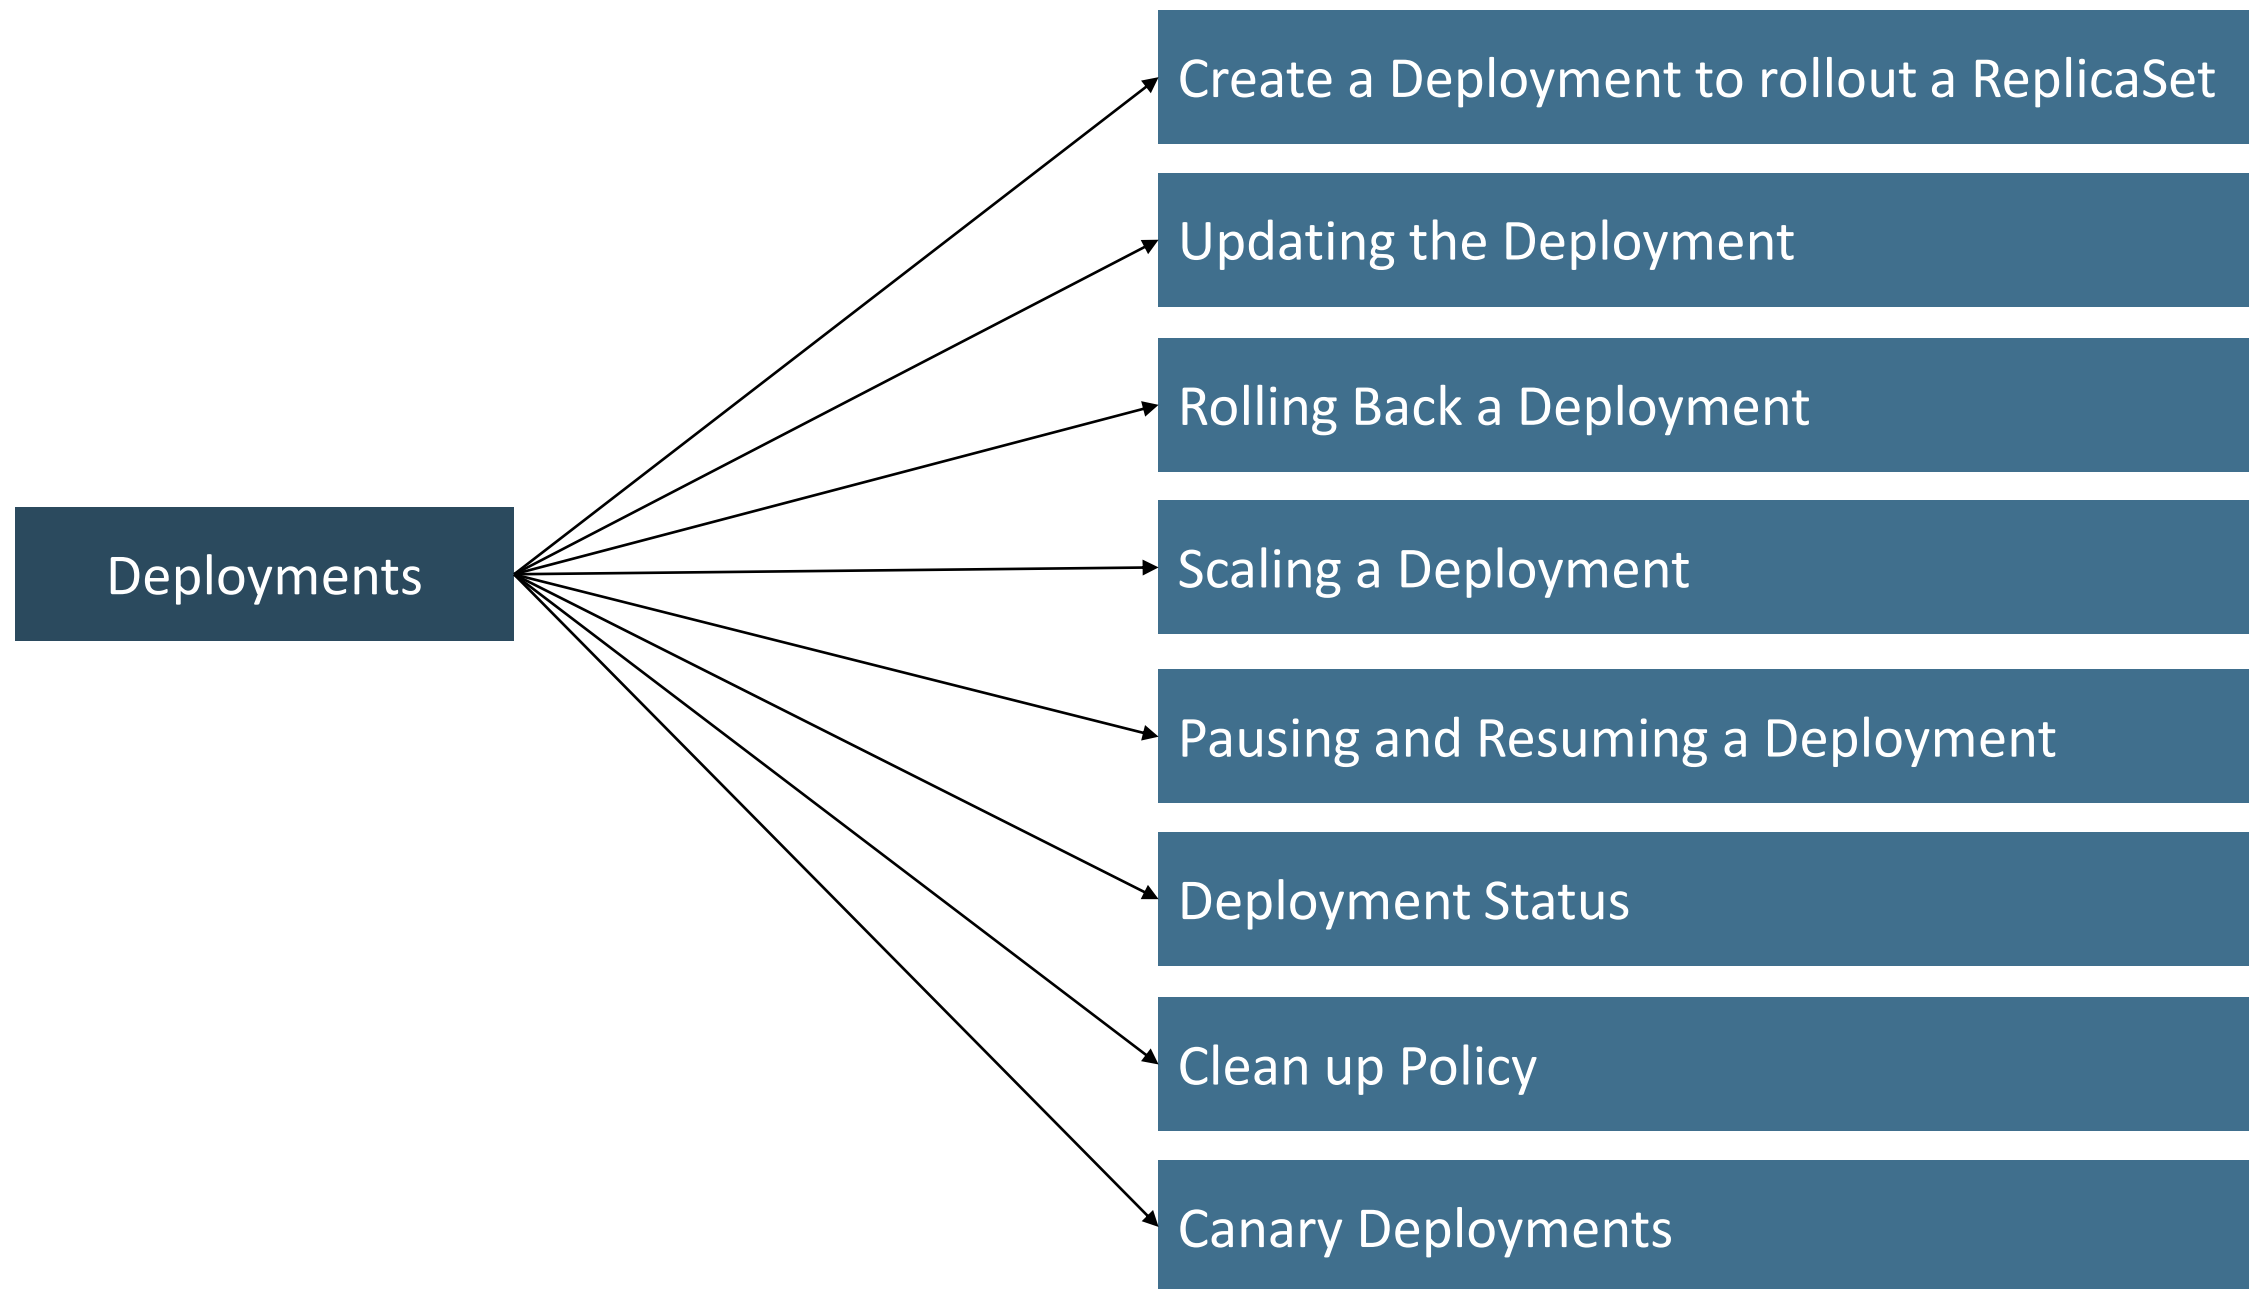 Create a Deployment to rollout a ReplicaSet
Updating the Deployment
Rolling Back a Deployment
Deployments
Scaling a Deployment
Pausing and Resuming a Deployment
Deployment Status
Clean up Policy
Canary Deployments